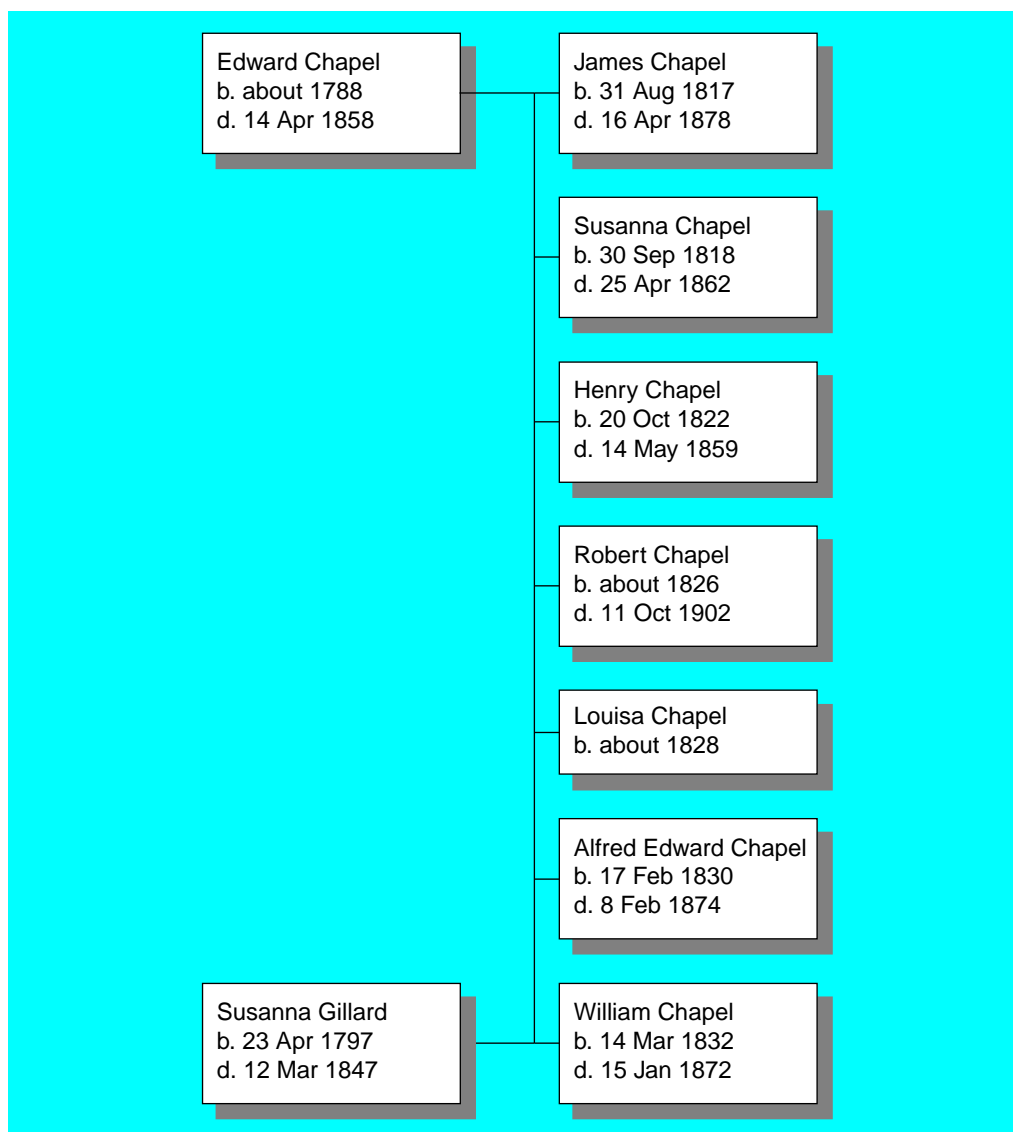 Edward Chapel
b. about 1788
d. 14 Apr 1858
James Chapel
b. 31 Aug 1817
d. 16 Apr 1878
Susanna Chapel
b. 30 Sep 1818
d. 25 Apr 1862
Henry Chapel
b. 20 Oct 1822
d. 14 May 1859
Robert Chapel
b. about 1826
d. 11 Oct 1902
Louisa Chapel
b. about 1828
Alfred Edward Chapel
b. 17 Feb 1830
d. 8 Feb 1874
Susanna Gillard
b. 23 Apr 1797
d. 12 Mar 1847
William Chapel
b. 14 Mar 1832
d. 15 Jan 1872